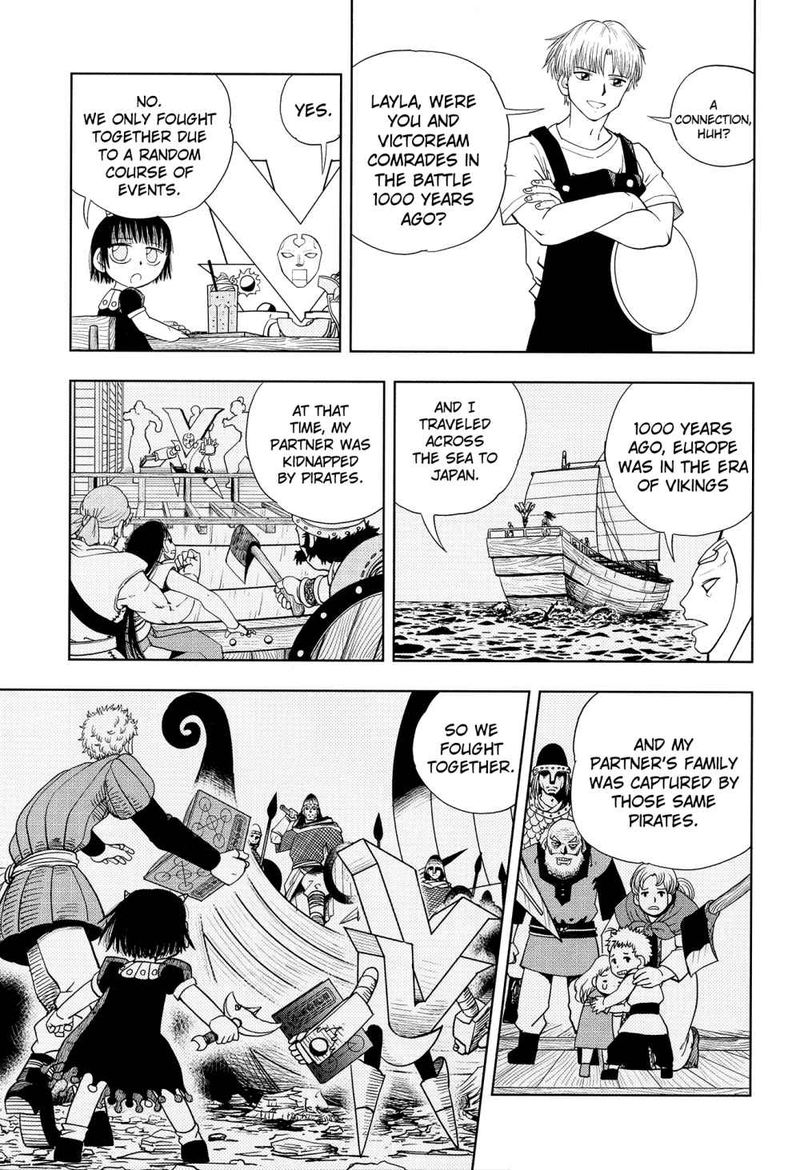 A
CONNECTION,
HUH?
LAYLA, WERE
YOU AND
VICTOREAM
COMRADES IN
THE BATTLE
1000 YEARS
AGO?
YES.
NO.
WE ONLY FOUGHT
TOGETHER DUE
TO A RANDOM
COURSE OF
EVENTS.
1000 YEARS
AGO, EUROPE
WAS IN THE ERA
OF VIKINGS
AND I
TRAVELED
ACROSS
THE SEA TO
JAPAN.
AT THAT
TIME, MY
PARTNER WAS
KIDNAPPED
BY PIRATES.
AND MY
PARTNER'S FAMILY
WAS CAPTURED BY
THOSE SAME
PIRATES.
SO WE
FOUGHT
TOGETHER.